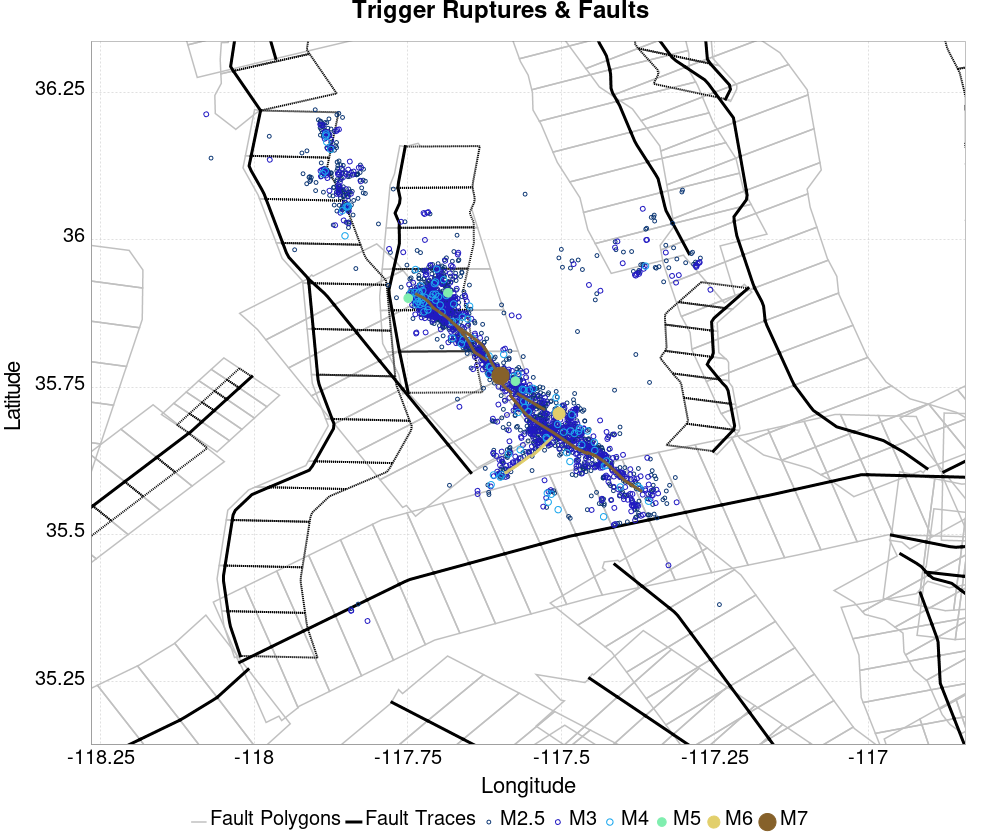 Trigger Ruptures & Faults
36.25
36
35.75
35.5
35.25
Latitude
-118.25 -118 -117.75 -117.5 -117.25 -117
Longitude
Fault Polygons Fault Traces M2.5 M3 M4 M5 M6 M7